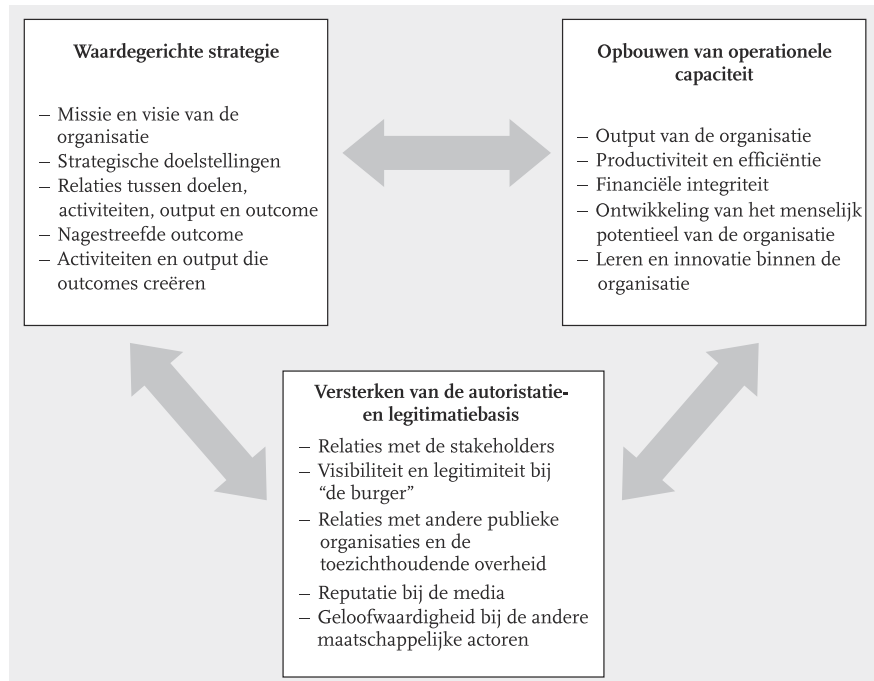 Waardegerichte strategie
– Missie en visie van de
organisatie
– Strategische doelstellingen
– Relaties tussen doelen,
activiteiten, output en outcome
– Nagestreefde outcome
– Activiteiten en output die
outcomes creëren
Opbouwen van operationele
capaciteit
– Output van de organisatie
– Productiviteit en efficiëntie
– Financiële integriteit
– Ontwikkeling van het menselijk
potentieel van de organisatie
– Leren en innovatie binnen de
organisatie
Versterken van de autoristatie-
en legitimatiebasis
– Relaties met de stakeholders
– Visibiliteit en legitimiteit bij
“de burger”
– Relaties met andere publieke
organisaties en de
toezichthoudende overheid
– Reputatie bij de media
– Geloofwaardigheid bij de andere
maatschappelijke actoren